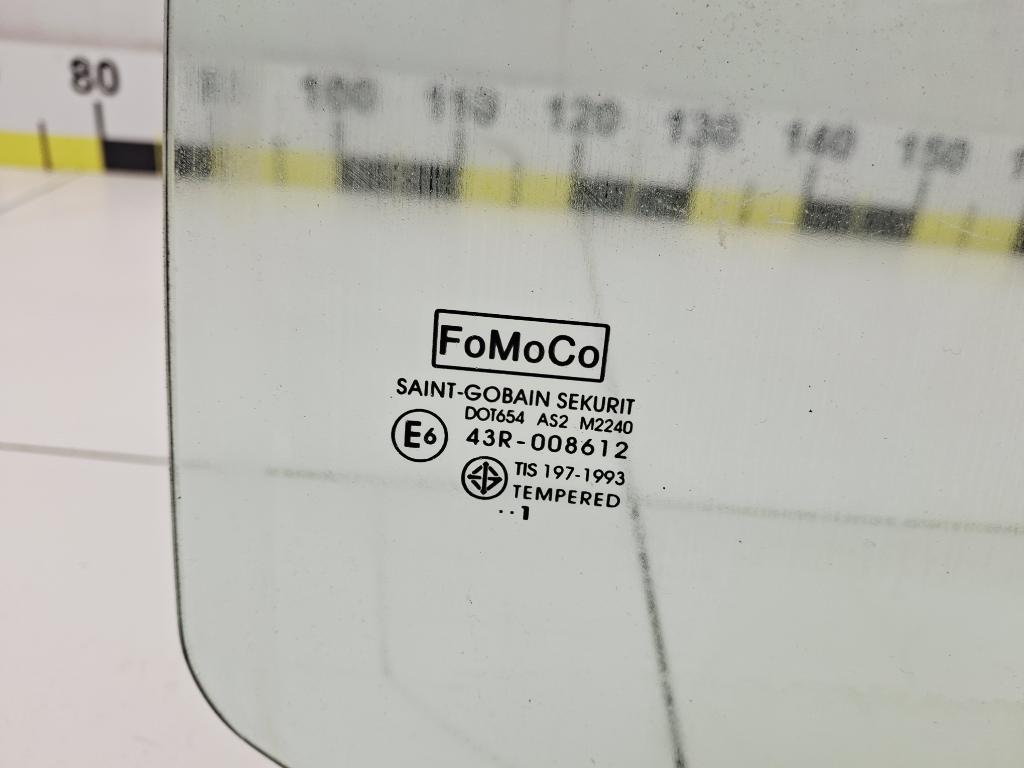 80 100 110 120 130 140 150
FoMoCo
SAINT-GOBAIN SEKURIT
DOT654 AS2 M2240
E6 43R-008612
TIS 197-1993
TEMPERED
··1